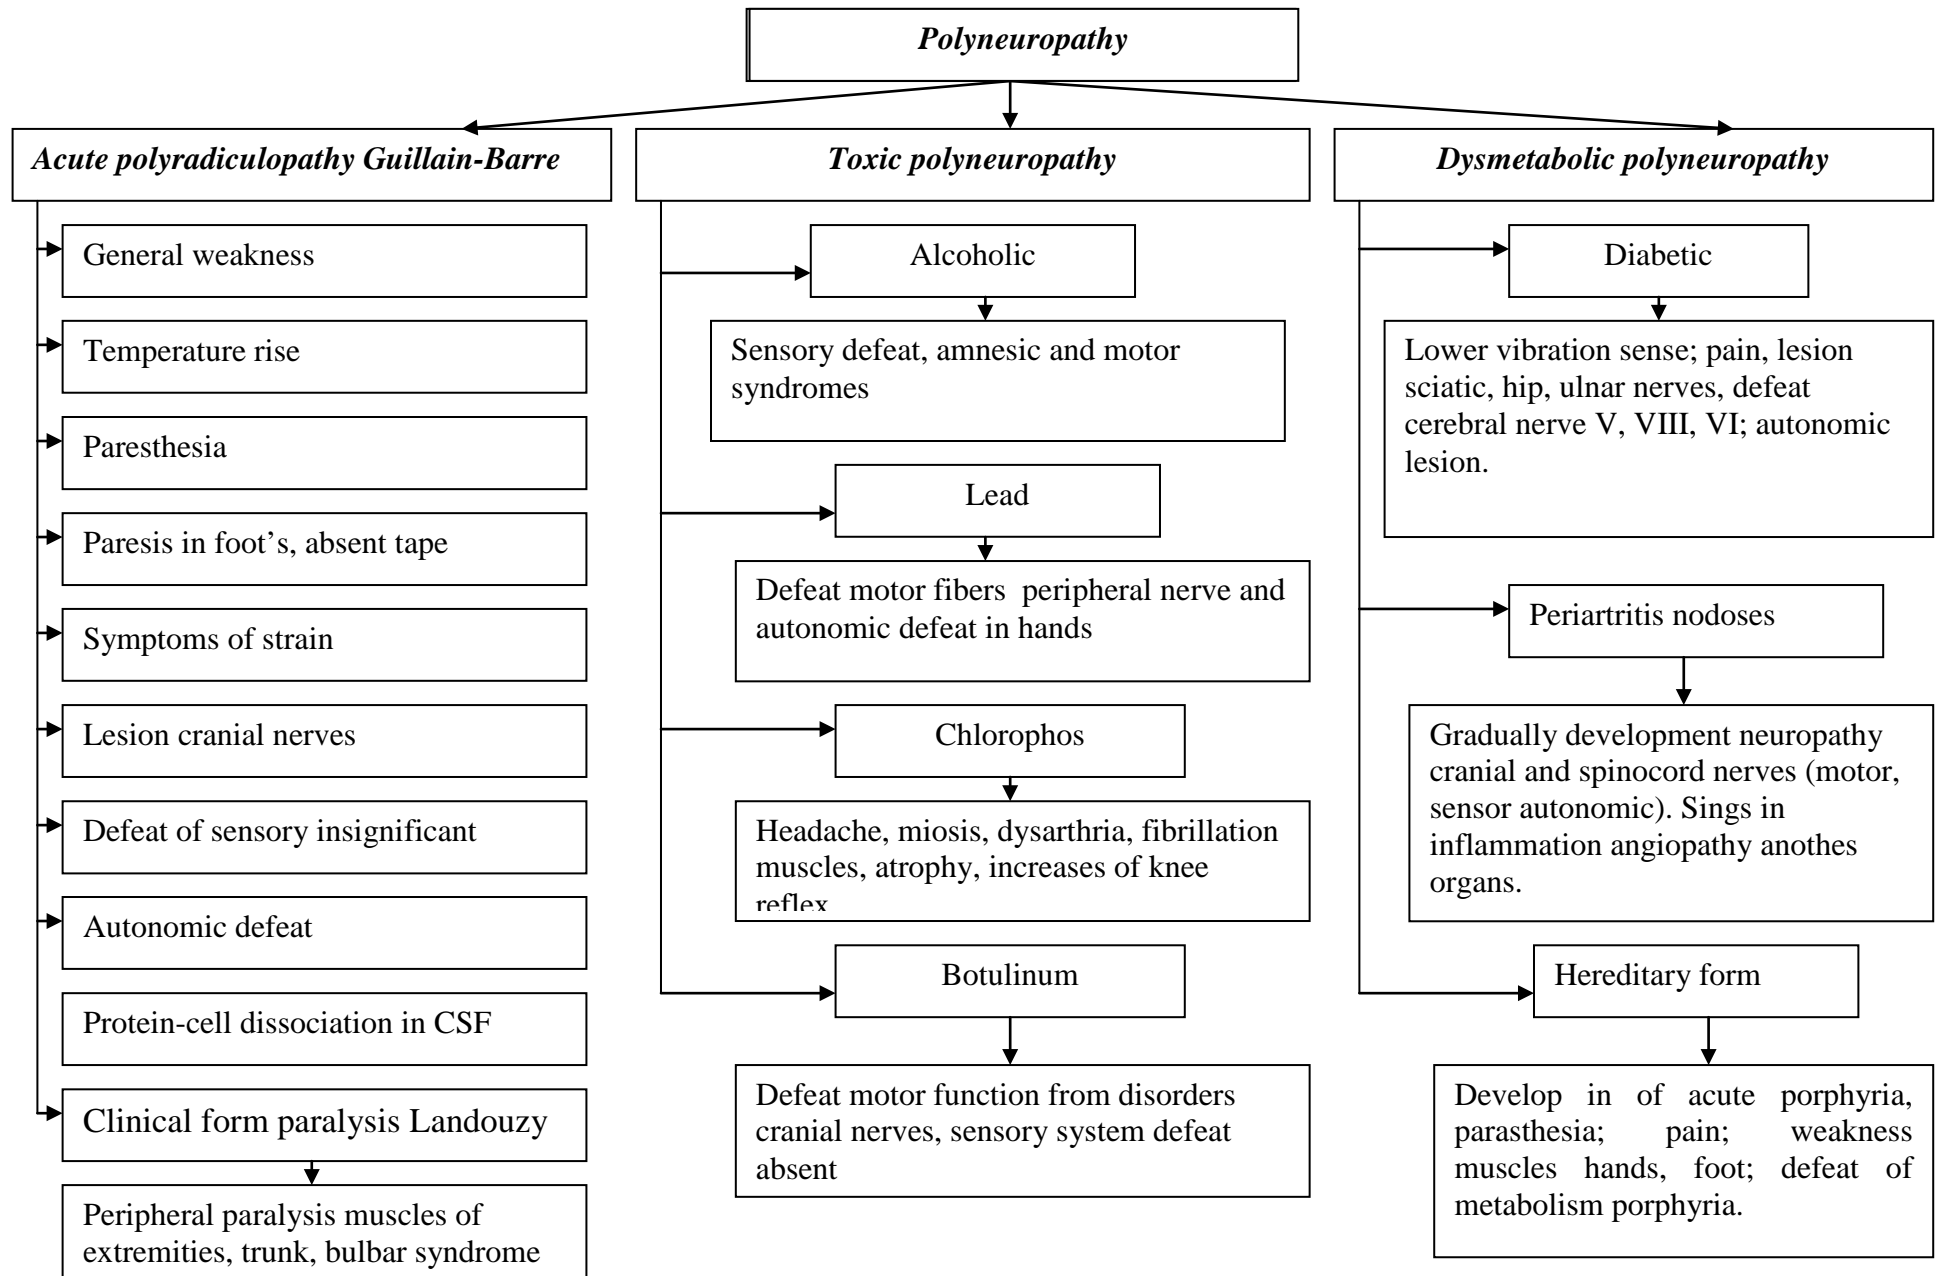 Polyneuropathy
Acute polyradiculopathy Guillain-Barre
General weakness
Temperature rise
Paresthesia
Paresis in foot’s, absent tape
Symptoms of strain
Lesion cranial nerves
Defeat of sensory insignificant
Autonomic defeat
Protein-cell dissociation in CSF
Clinical form paralysis Landouzy
Peripheral paralysis muscles of
extremities, trunk, bulbar syndrome
Toxic polyneuropathy
Alcoholic
Sensory defeat, amnesic and motor
syndromes
Lead
Defeat motor fibers peripheral nerve and
autonomic defeat in hands
Chlorophos
Headache, miosis, dysarthria, fibrillation
muscles, atrophy, increases of knee
reflex
Botulinum
Defeat motor function from disorders
cranial nerves, sensory system defeat
absent
Dysmetabolic polyneuropathy
Diabetic
Lower vibration sense; pain, lesion
sciatic, hip, ulnar nerves, defeat
cerebral nerve V, VIII, VI; autonomic
lesion.
Periartritis nodoses
Gradually development neuropathy
cranial and spinocord nerves (motor,
sensor autonomic). Sings in
inflammation angiopathy anothes
organs.
Hereditary form
Develop in of acute porphyria,
parasthesia; pain; weakness
muscles hands, foot; defeat of
metabolism porphyria.